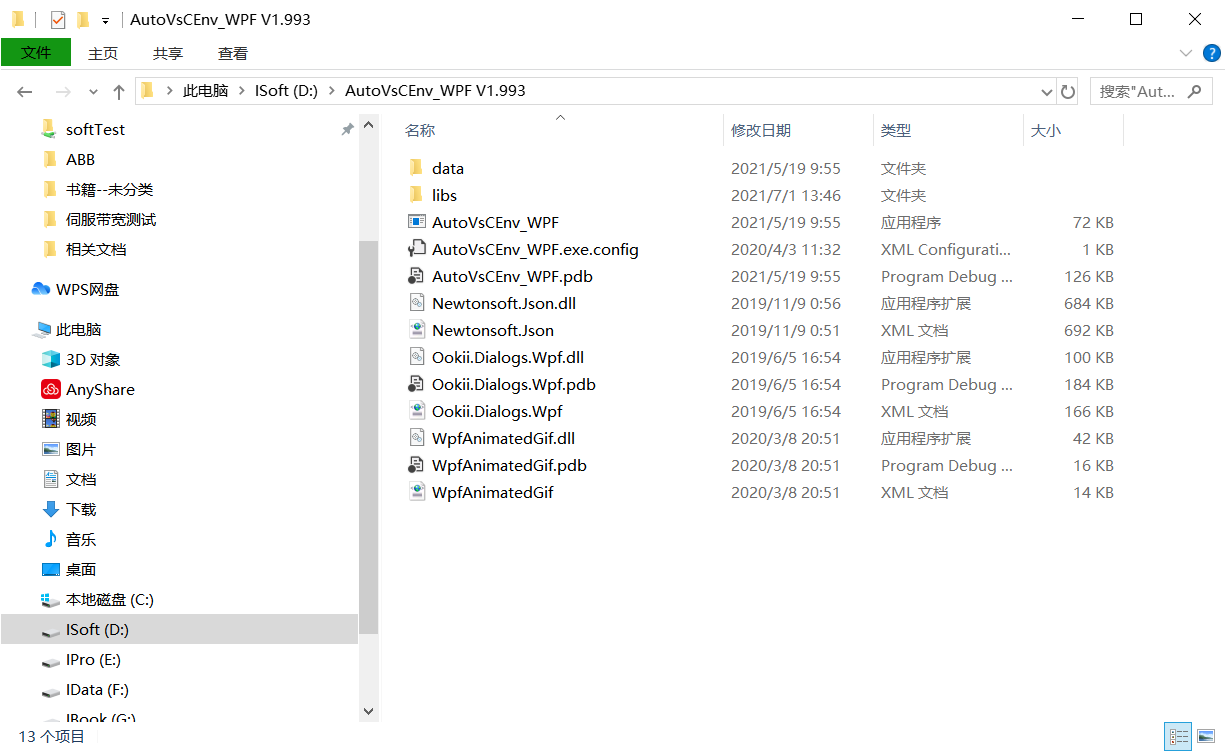 AutoVsCEnv_WPF V1.993
文件 主页 共享 查看
此电脑 ISoft (D:) AutoVsCEnv_WPF V1.993 搜索"Aut...
softTest
ABB
书籍--未分类
伺服带宽测试
相关文档
WPS网盘
此电脑
3D 对象
AnyShare
视频
图片
文档
下载
音乐
桌面
本地磁盘 (C:)
ISoft (D:)
IPro (E:)
IData (F:)
IBook (G:)
名称 修改日期 类型 大小
data 2021/5/19 9:55 文件夹
libs 2021/7/1 13:46 文件夹
AutoVsCEnv_WPF 2021/5/19 9:55 应用程序 72 KB
AutoVsCEnv_WPF.exe.config 2020/4/3 11:32 XML Configurati... 1 KB
AutoVsCEnv_WPF.pdb 2021/5/19 9:55 Program Debug ... 126 KB
Newtonsoft.Json.dll 2019/11/9 0:56 应用程序扩展 684 KB
Newtonsoft.Json 2019/11/9 0:51 XML 文档 692 KB
Ookii.Dialogs.Wpf.dll 2019/6/5 16:54 应用程序扩展 100 KB
Ookii.Dialogs.Wpf.pdb 2019/6/5 16:54 Program Debug ... 184 KB
Ookii.Dialogs.Wpf 2019/6/5 16:54 XML 文档 166 KB
WpfAnimatedGif.dll 2020/3/8 20:51 应用程序扩展 42 KB
WpfAnimatedGif.pdb 2020/3/8 20:51 Program Debug ... 16 KB
WpfAnimatedGif 2020/3/8 20:51 XML 文档 14 KB
13 个项目